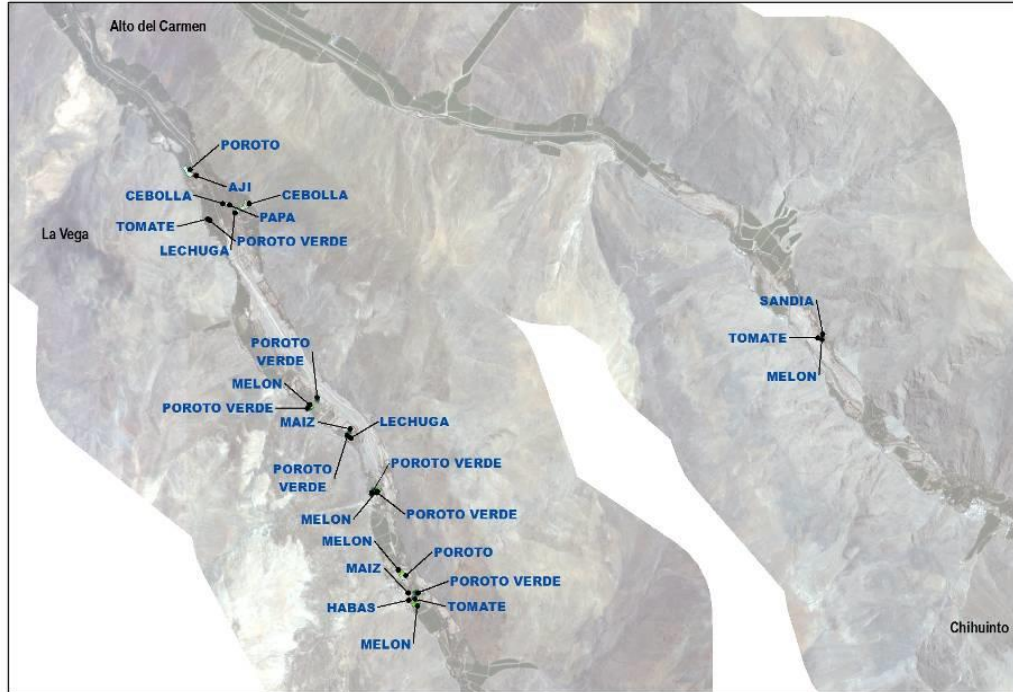 Alto del Carmen
POROTO
AJI
CEBOLLA
CEBOLLA
PAPA
TOMATE
POROTO VERDE
La Vega
LECHUGA
SANDIA
TOMATE
MELON
POROTO
VERDE
MELON
POROTO VERDE
MAIZ
LECHUGA
POROTO VERDE
POROTO
VERDE
MELON
POROTO VERDE
MELON
POROTO
MAIZ
POROTO VERDE
HABAS
TOMATE
MELON
Chihuinto